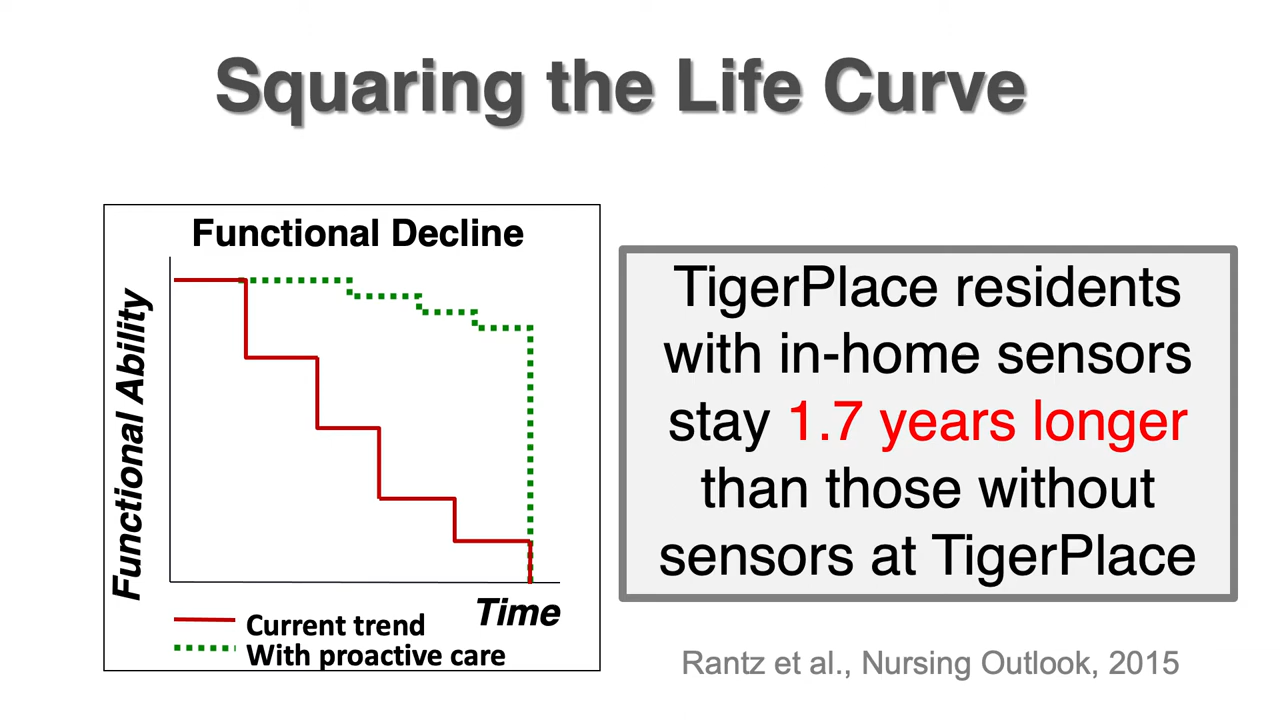 Squaring the Life Curve
Functional Decline
Functional Ability
Time
Current trend
With proactive care
TigerPlace residents
with in-home sensors
stay 1.7 years longer
than those without
sensors at TigerPlace
Rantz et al., Nursing Outlook, 2015